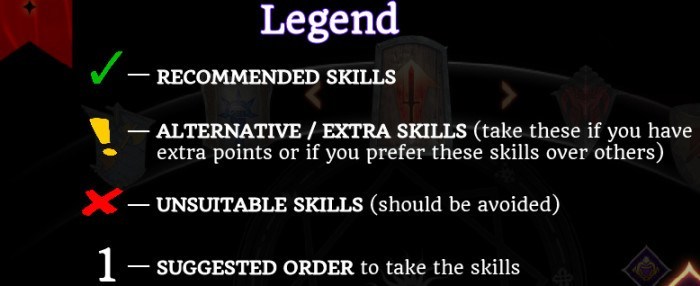 Legend
— RECOMMENDED SKILLS
— ALTERNATIVE / EXTRA SKILLS (take these if you have
extra points or if you prefer these skills over others)
— UNSUITABLE SKILLS (should be avoided)
1 — SUGGESTED ORDER to take the skills